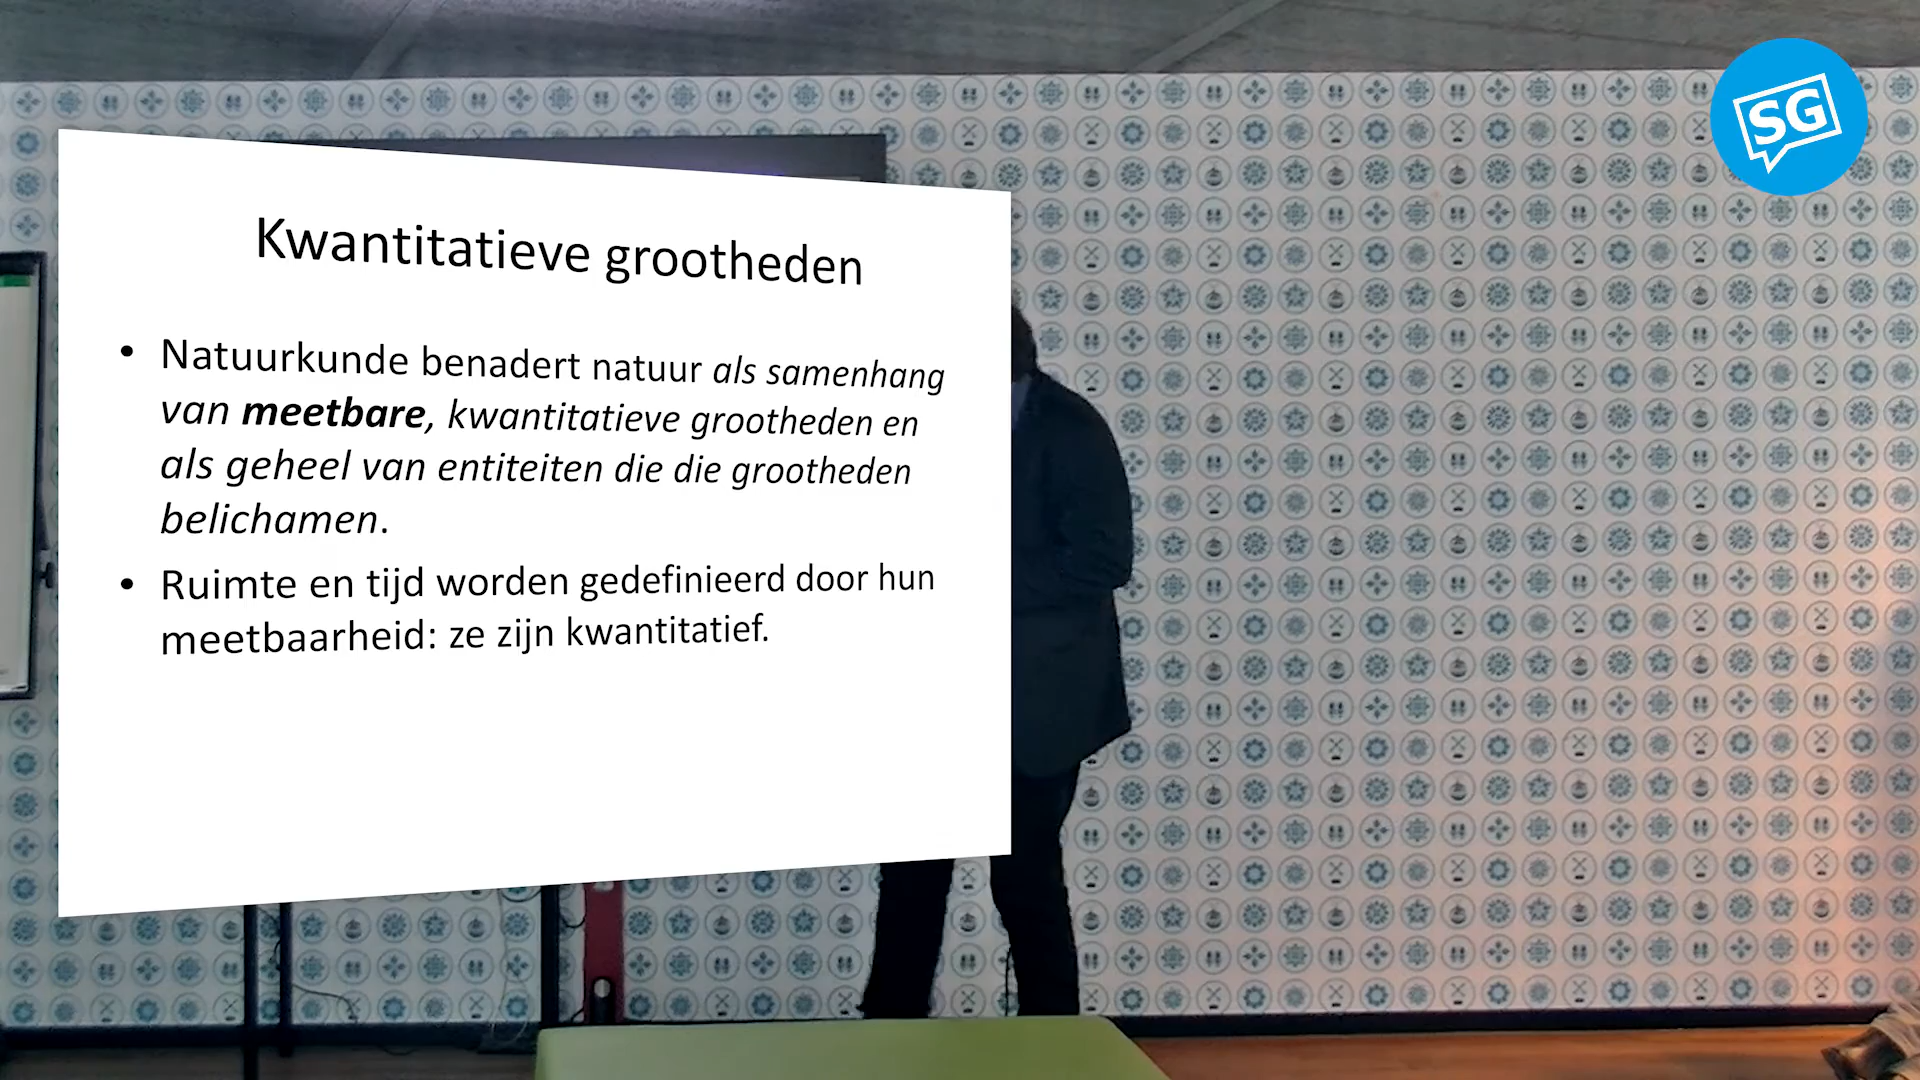 SG
Kwantitatieve grootheden
• Natuurkunde benadert natuur als samenhang
van meetbare, kwantitatieve grootheden en
als geheel van entiteiten die die grootheden
belichamen.
• Ruimte en tijd worden gedefinieerd door hun
meetbaarheid: ze zijn kwantitatief.